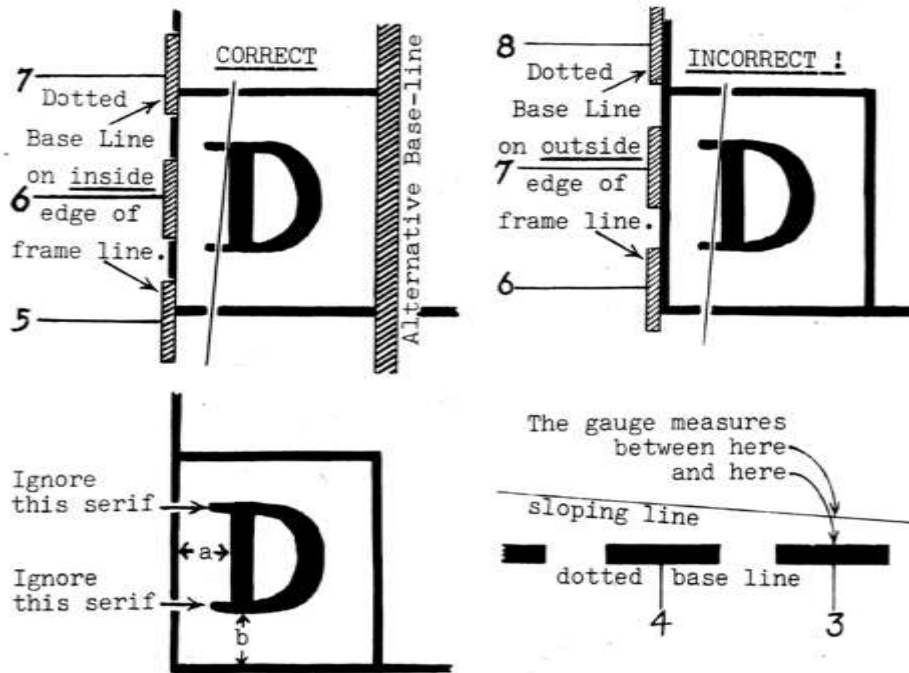 CORRECT
7
Dotted
Base Line
on inside
6
edge of
frame line.
5
D
Alternative Base-line
8
INCORRECT !
Dotted
Base Line
on outside
7
edge of
frame line.
6
D
Ignore
this serif
a
D
Ignore
this serif
b
The gauge measures
between here
and here
sloping line
dotted base line
4
3